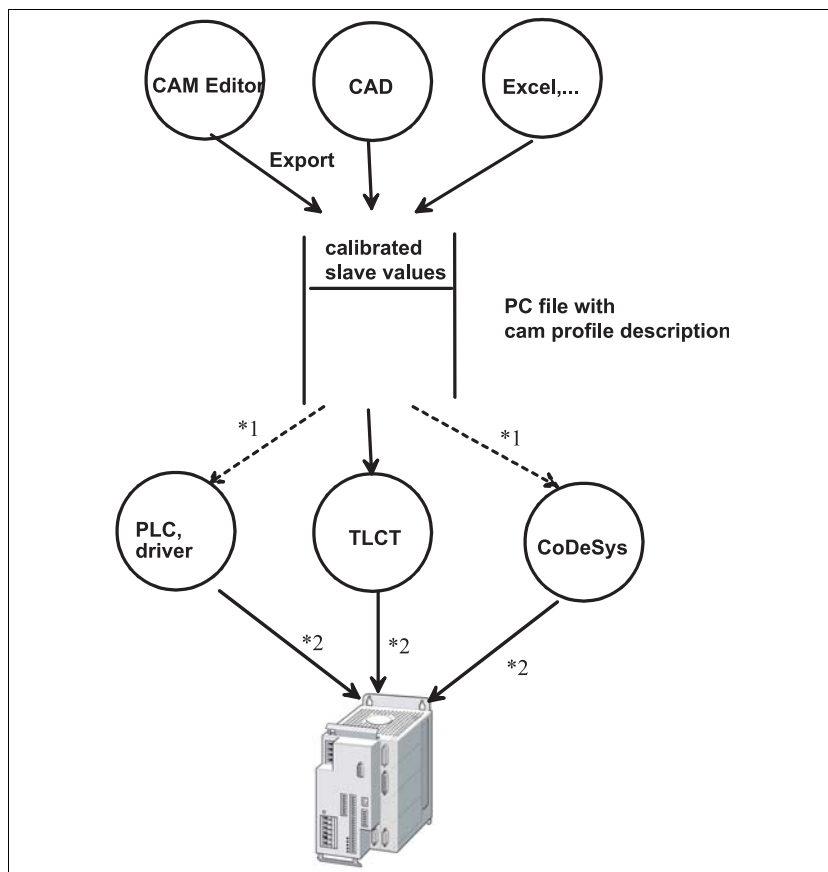 CAM Editor
CAD
Excel,...
Export
calibrated
slave values
PC file with
cam profile description
*1
*1
PLC,
driver
TLCT
CoDeSys
*2
*2
*2